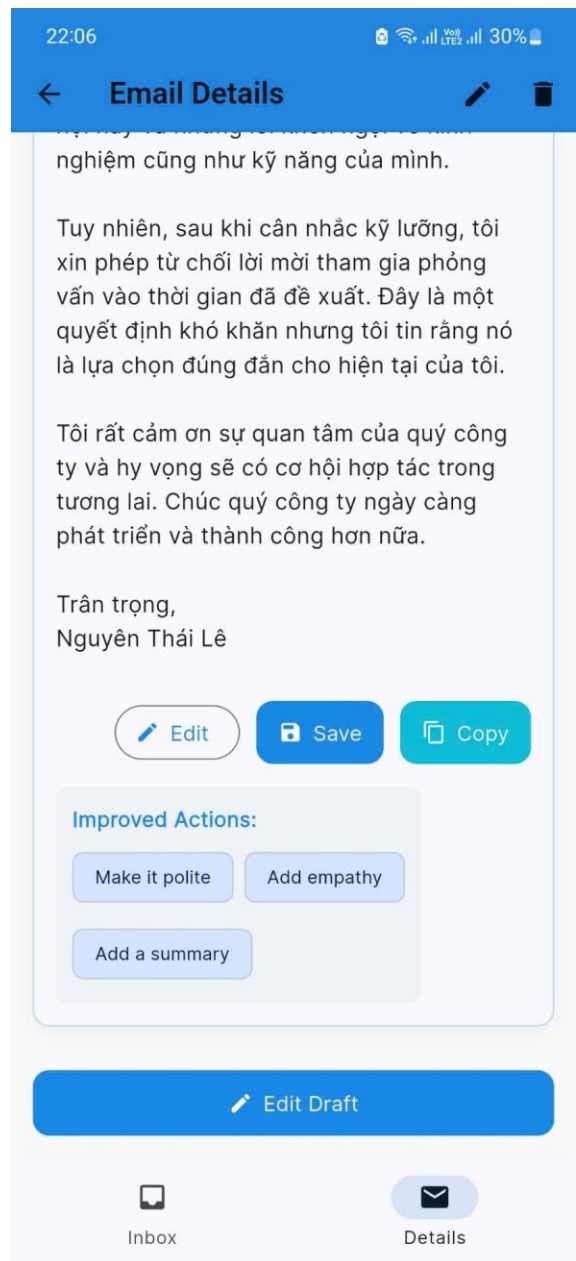 22:06
Vo)) LTE2 30%
Email Details
nghiệm cũng như kỹ năng của mình.
Tuy nhiên, sau khi cân nhắc kỹ lưỡng, tôi
xin phép từ chối lời mời tham gia phỏng
vấn vào thời gian đã đề xuất. Đây là một
quyết định khó khăn nhưng tôi tin rằng nó
là lựa chọn đúng đắn cho hiện tại của tôi.
Tôi rất cảm ơn sự quan tâm của quý công
ty và hy vọng sẽ có cơ hội hợp tác trong
tương lai. Chúc quý công ty ngày càng
phát triển và thành công hơn nữa.
Trân trọng,
Nguyên Thái Lê
Edit
Save
Copy
Improved Actions:
Make it polite
Add empathy
Add a summary
Edit Draft
Inbox
Details